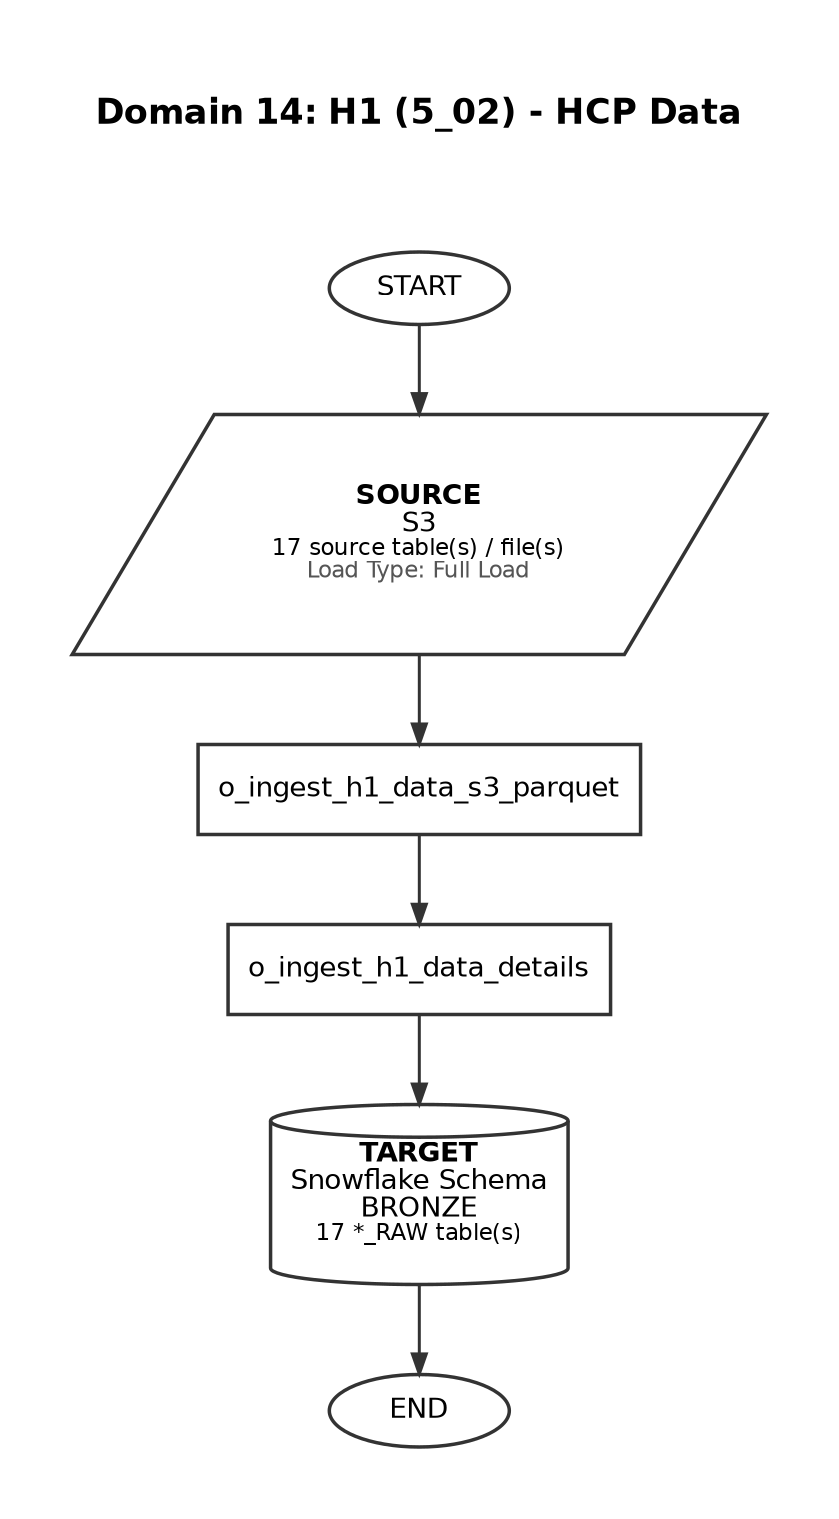 Domain 14: H1 (5_02) - HCP Data
START
SOURCE
S3
17 source table(s) / file(s)
Load Type: Full Load
o_ingest_h1_data_s3_parquet
o_ingest_h1_data_details
TARGET
Snowflake Schema
BRONZE
17 *_RAW table(s)
END